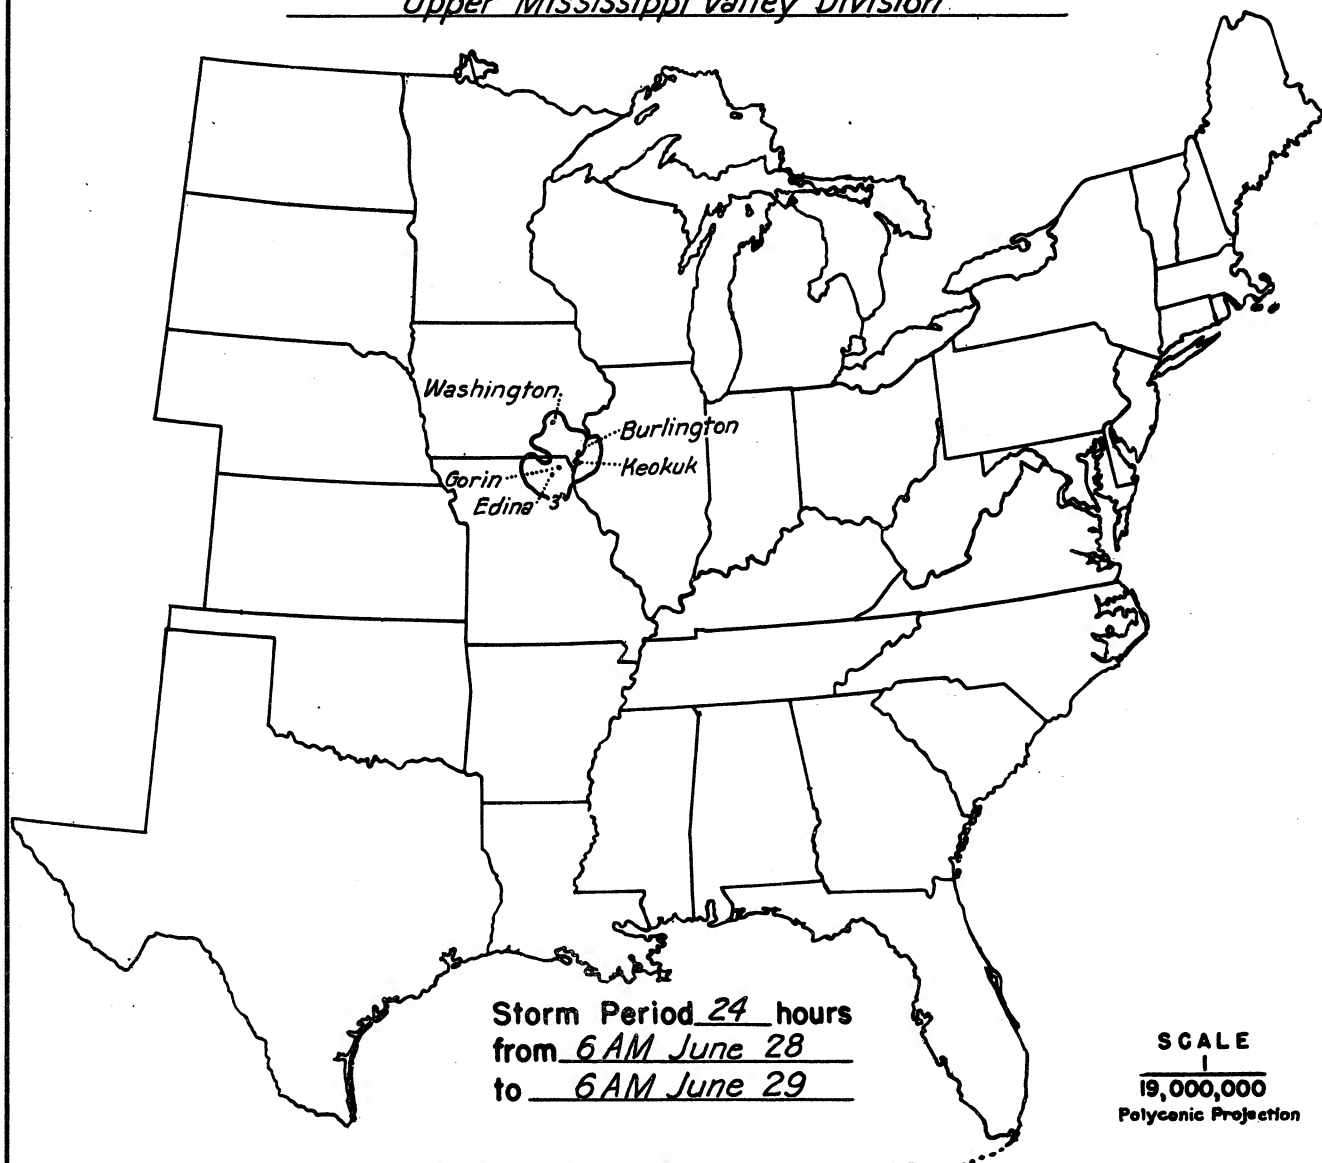 Upper Mississippi Valley Division
Washington
Burlington
Keokuk
Gorin
Edina
3
Storm Period 24 hours
from 6 AM June 28
to 6 AM June 29
SCALE
1
19,000,000
Polyconic Projection